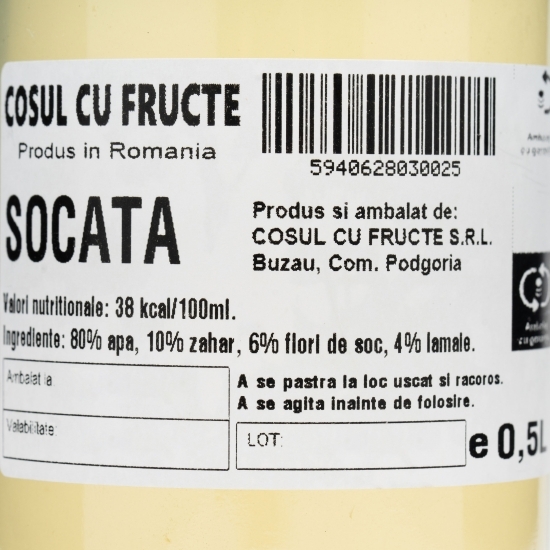 COSUL CU FRUCTE
Produs in Romania
5940628030025
SOCATA
Produs si ambalat de:
COSUL CU FRUCTE S.R.L.
Buzau, Com. Podgoria
Valori nutritionale: 38 kcal/100ml.
Ingrediente: 80% apa, 10% zahar, 6% flori de soc, 4% lamale.
Ambalat la:
Valabilitate:
A se pastra la loc uscat si racoros.
A se agita inainte de folosire.
LOT:
e 0,5L